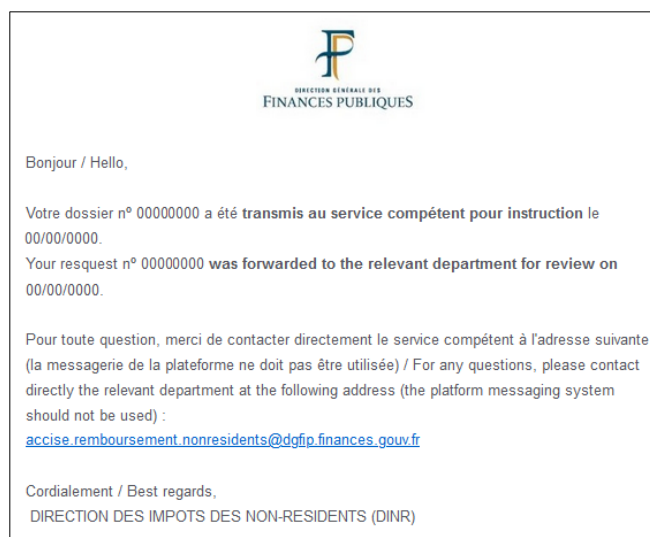 DIRECTION GÉNÉRALE DES
FINANCES PUBLIQUES
Bonjour / Hello,
Votre dossier nº 00000000 a été transmis au service compétent pour instruction le
00/00/0000.
Your resquest nº 00000000 was forwarded to the relevant department for review on
00/00/0000.
Pour toute question, merci de contacter directement le service compétent à l'adresse suivante
(la messagerie de la plateforme ne doit pas être utilisée) / For any questions, please contact
directly the relevant department at the following address (the platform messaging system
should not be used) :
accise.remboursement.nonresidents@dgfip.finances.gouv.fr
Cordialement / Best regards,
DIRECTION DES IMPOTS DES NON-RESIDENTS (DINR)